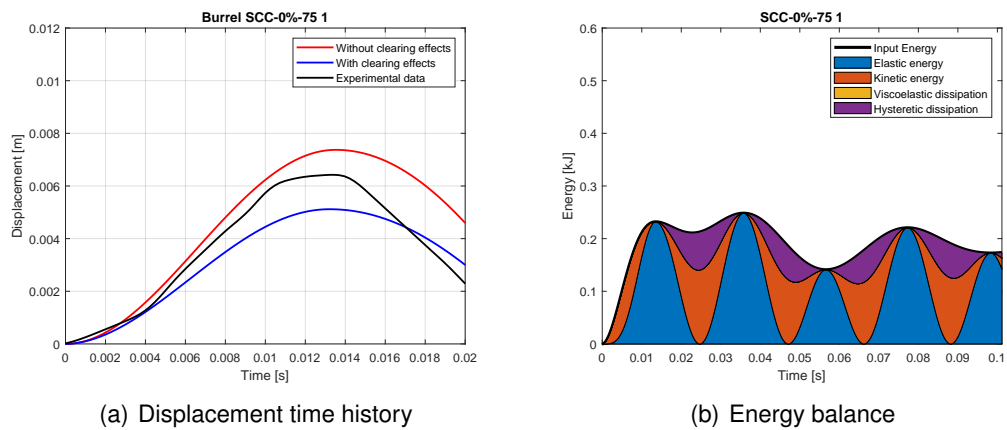 Burrel SCC-0%-75 1
0.012
0.01
0.008
0.006
0.004
0.002
0
Displacement [m]
Without clearing effects
With clearing effects
Experimental data
0 0.002 0.004 0.006 0.008 0.01 0.012 0.014 0.016 0.018 0.02
Time [s]
(a) Displacement time history
SCC-0%-75 1
0.6
0.5
0.4
0.3
0.2
0.1
0
Energy [kJ]
Input Energy
Elastic energy
Kinetic energy
Viscoelastic dissipation
Hysteretic dissipation
0 0.01 0.02 0.03 0.04 0.05 0.06 0.07 0.08 0.09 0.1
Time [s]
(b) Energy balance